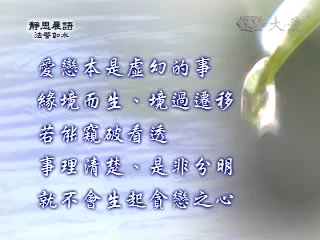 靜思晨語
法譬如水
大愛
愛戀本是虛幻的事
緣境而生、境過遷移
若能窺破看透
事理清楚、是非分明
就不會生起貪戀之心